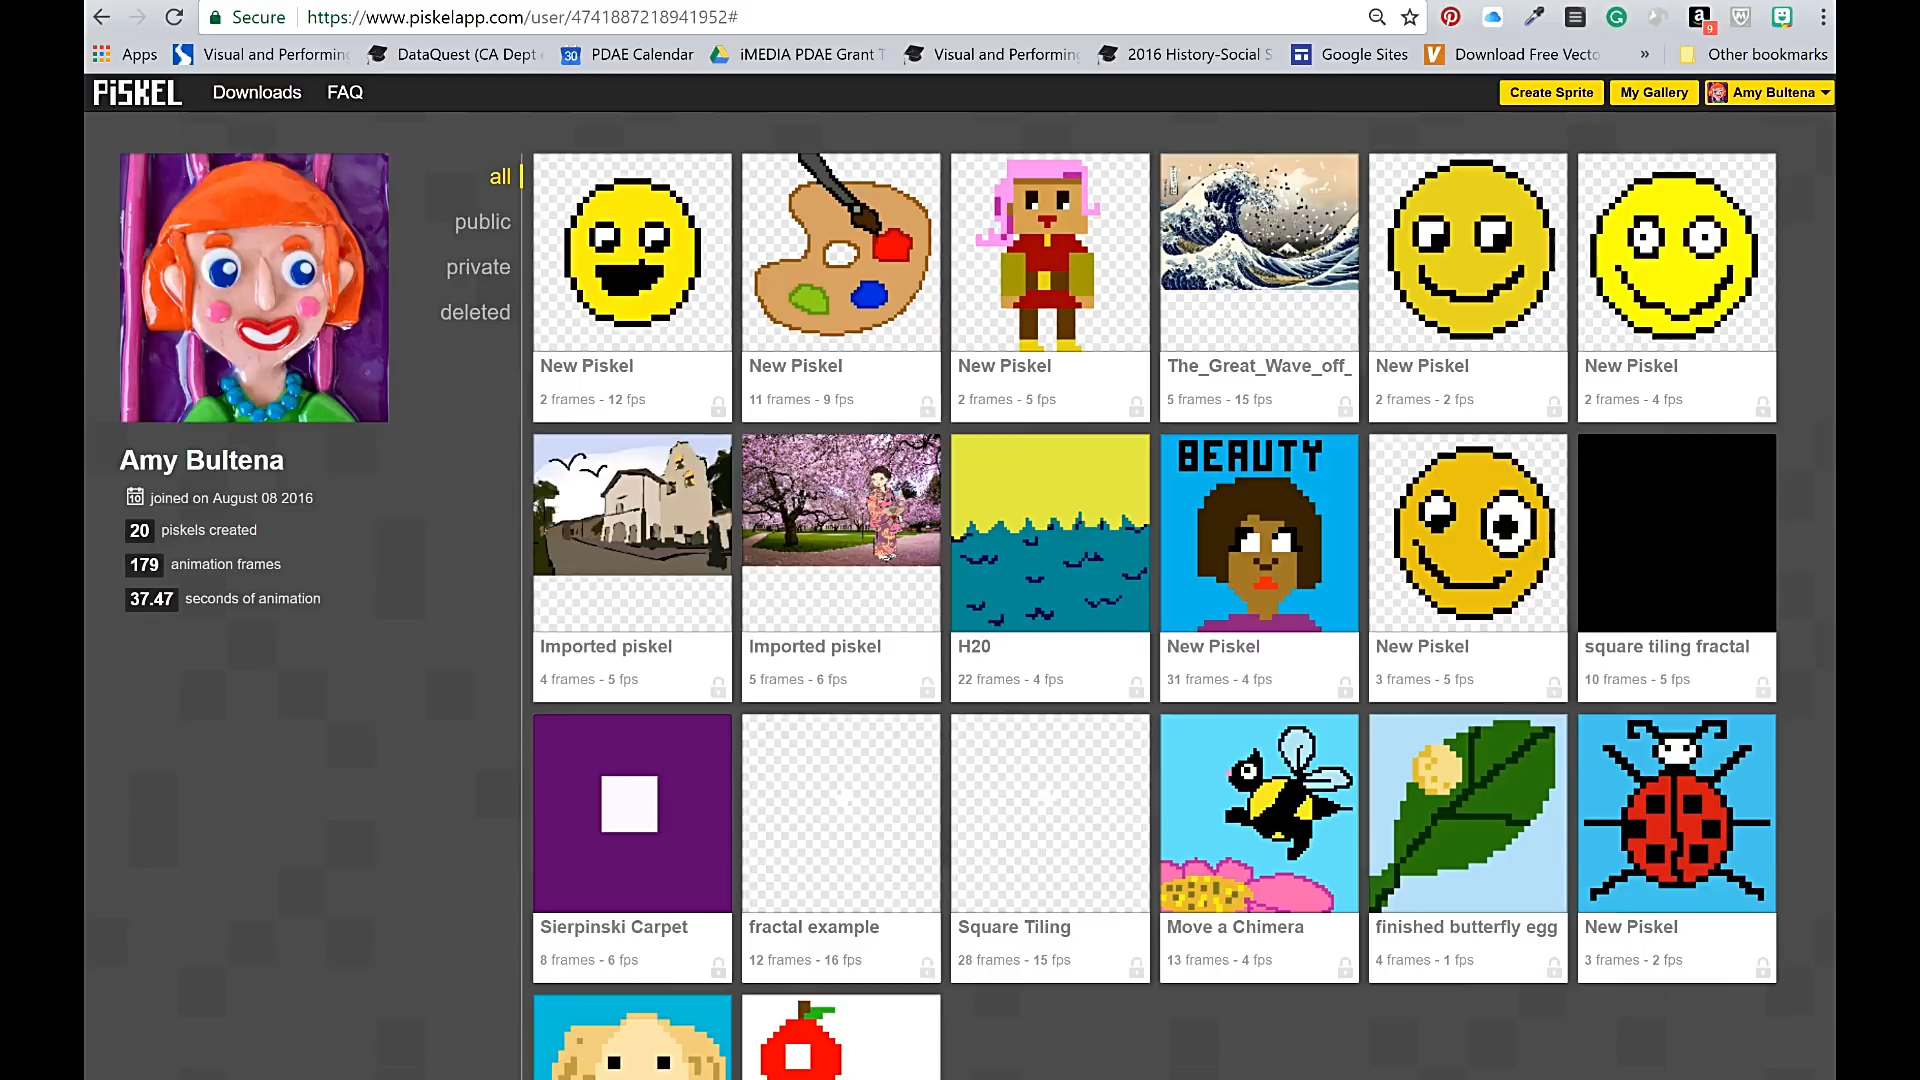 Secure https://www.piskelapp.com/user/4741887218941952#
9
Apps Visual and Performing DataQuest (CA Dept 30 PDAE Calendar iMEDIA PDAE Grant T Visual and Performing 2016 History-Social S Google Sites Download Free Vecto » Other bookmarks
PiSKEL Downloads FAQ Create Sprite My Gallery Amy Bultena
all
public
private
deleted
Amy Bultena
10 joined on August 08 2016
20 piskels created
179 animation frames
37.47 seconds of animation
New Piskel New Piskel New Piskel The_Great_Wave_off_ New Piskel New Piskel
2 frames - 12 fps 11 frames - 9 fps 2 frames - 5 fps 5 frames - 15 fps 2 frames - 2 fps 2 frames - 4 fps
BEAUTY
Imported piskel Imported piskel H20 New Piskel New Piskel square tiling fractal
4 frames - 5 fps 5 frames - 6 fps 22 frames - 4 fps 31 frames - 4 fps 3 frames - 5 fps 10 frames - 5 fps
Sierpinski Carpet fractal example Square Tiling Move a Chimera finished butterfly egg New Piskel
8 frames - 6 fps 12 frames - 16 fps 28 frames - 15 fps 13 frames - 4 fps 4 frames - 1 fps 3 frames - 2 fps